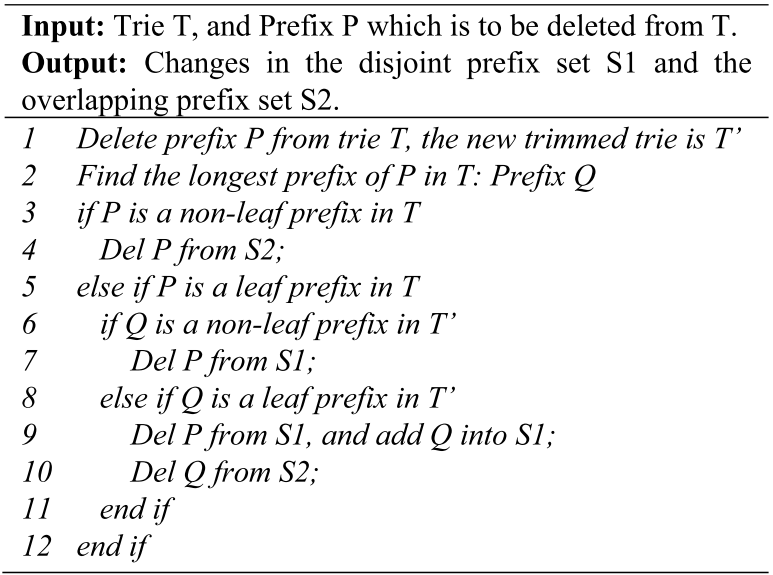 Input: Trie T, and Prefix P which is to be deleted from T.
Output: Changes in the disjoint prefix set S1 and the
overlapping prefix set S2.
1 Delete prefix P from trie T, the new trimmed trie is T’
2 Find the longest prefix of P in T: Prefix Q
3 if P is a non-leaf prefix in T
4 Del P from S2;
5 else if P is a leaf prefix in T
6 if Q is a non-leaf prefix in T’
7 Del P from S1;
8 else if Q is a leaf prefix in T’
9 Del P from S1, and add Q into S1;
10 Del Q from S2;
11 end if
12 end if